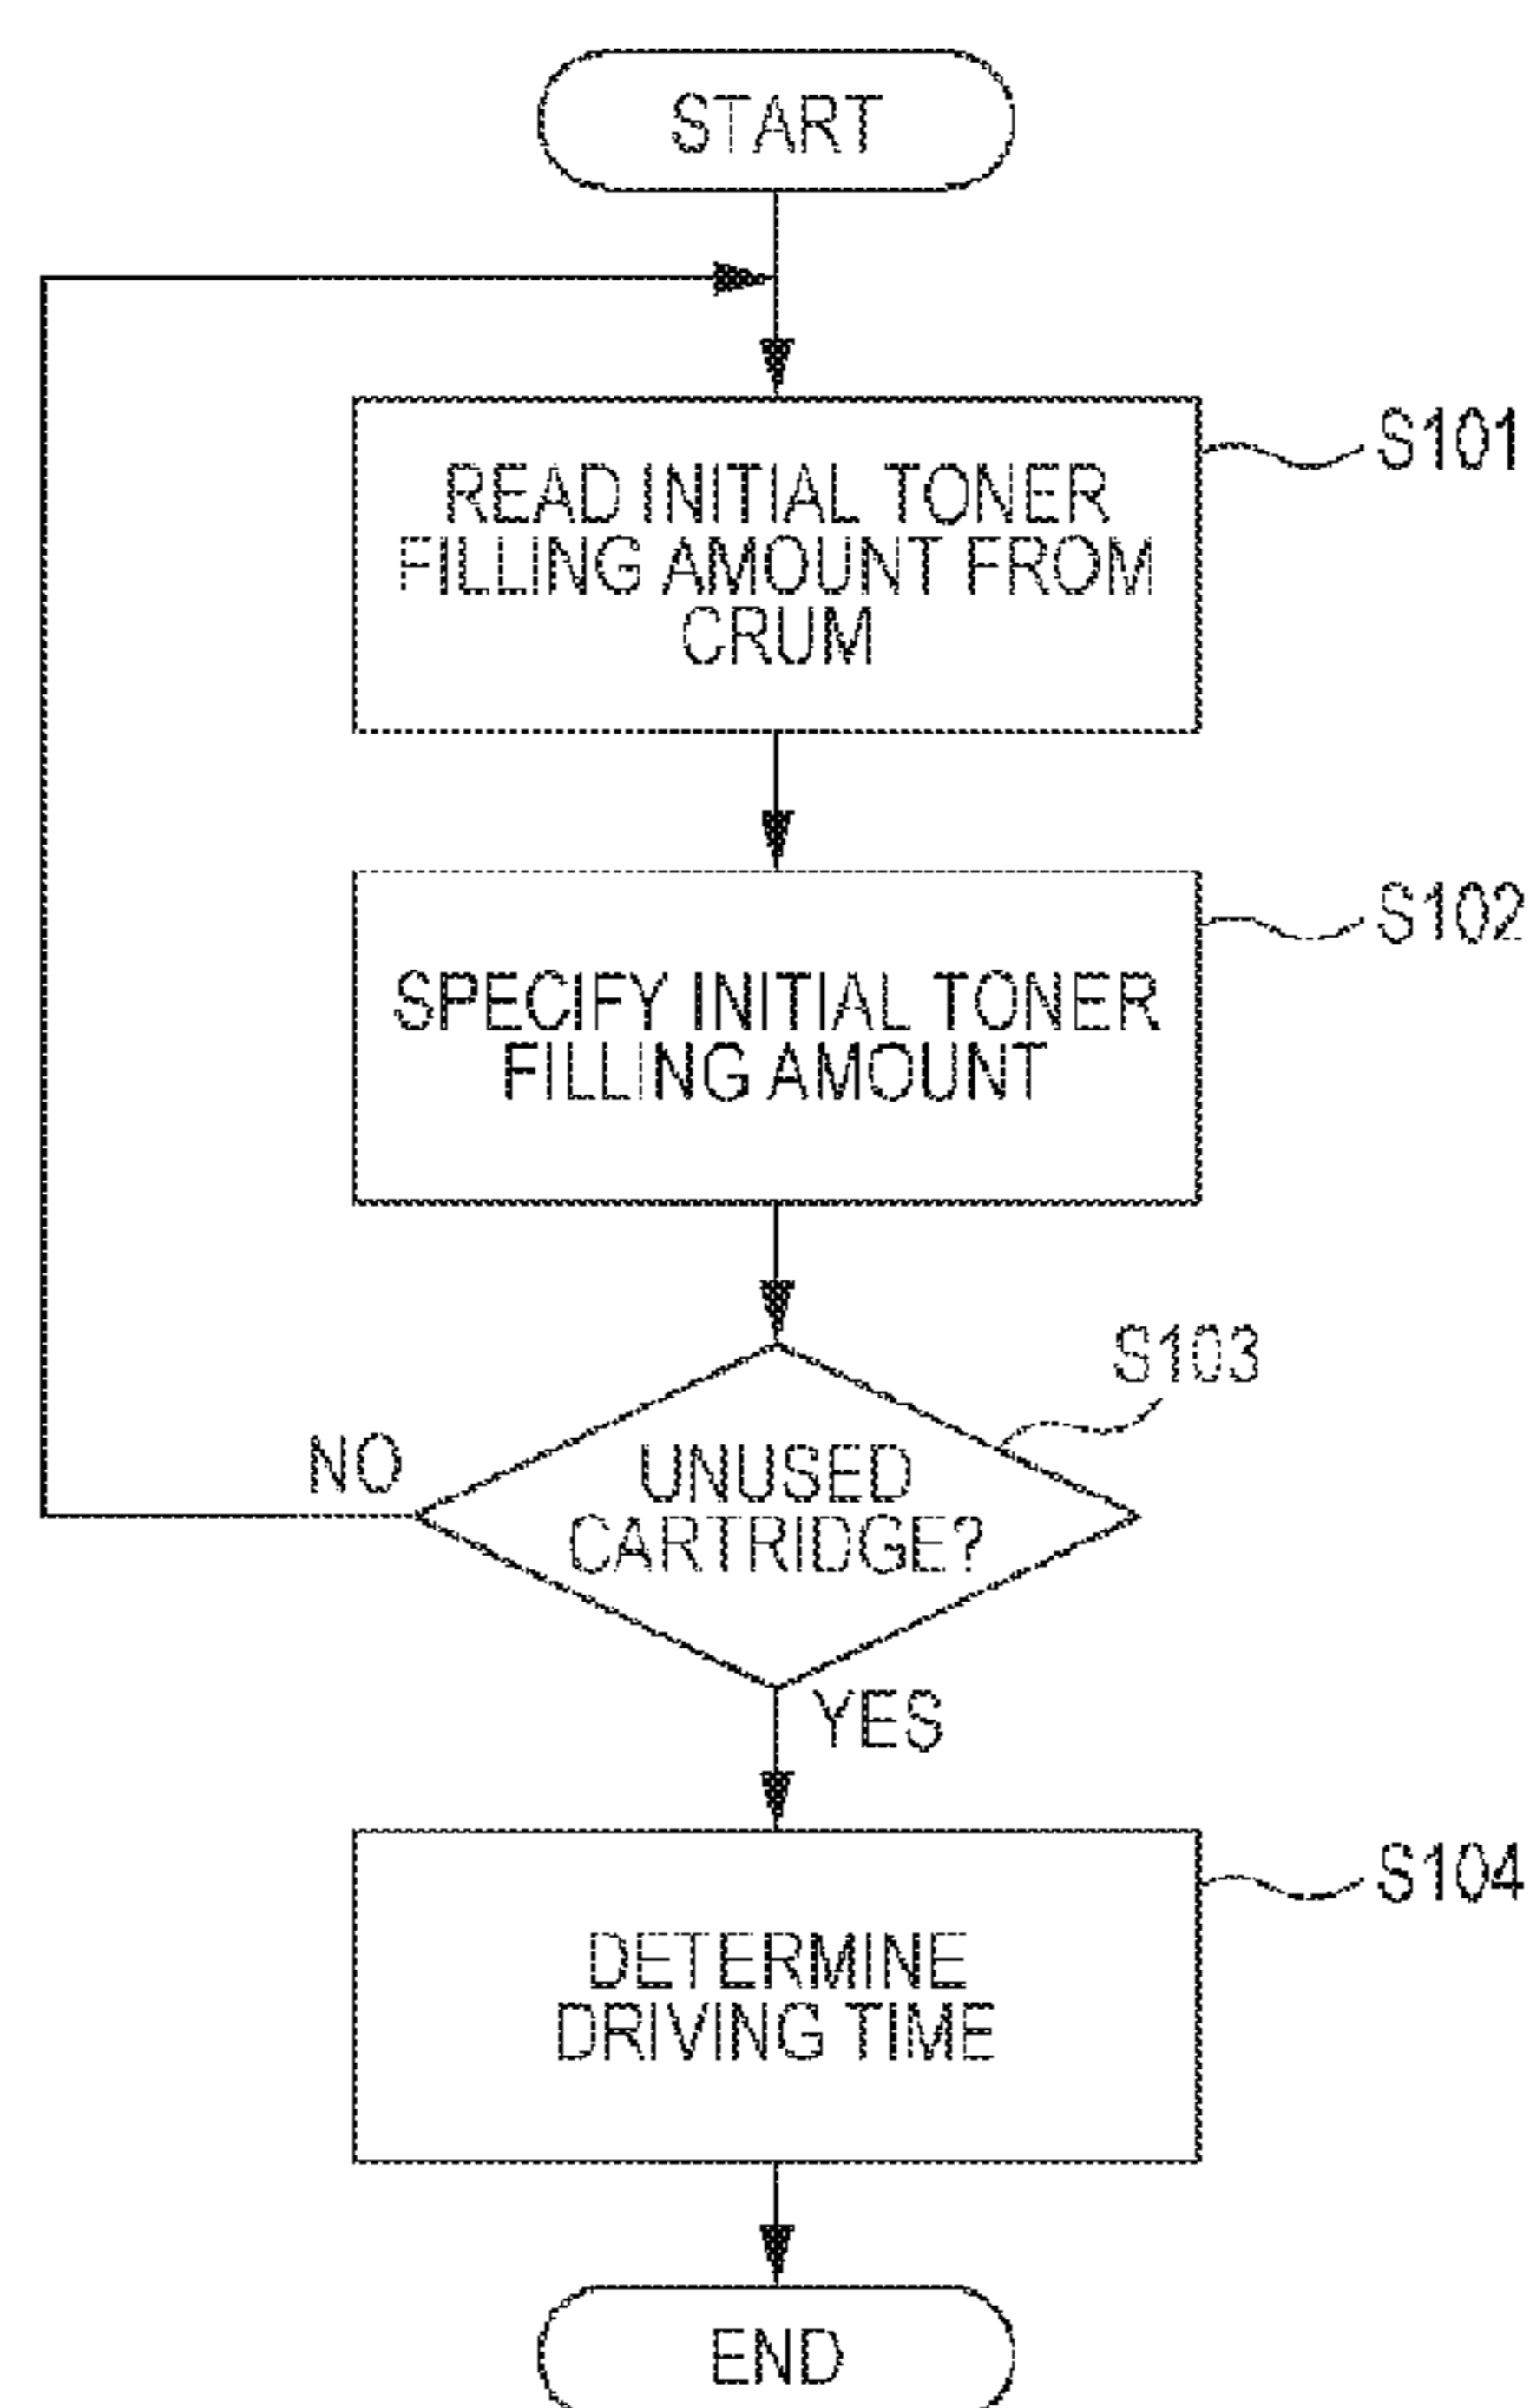 START
READ INITIAL TONER
FILLING AMOUNT FROM
CRUM
S101
SPECIFY INITIAL TONER
FILLING AMOUNT
S102
S103
UNUSED
CARTRIDGE?
NO
YES
S104
DETERMINE
DRIVING TIME
END